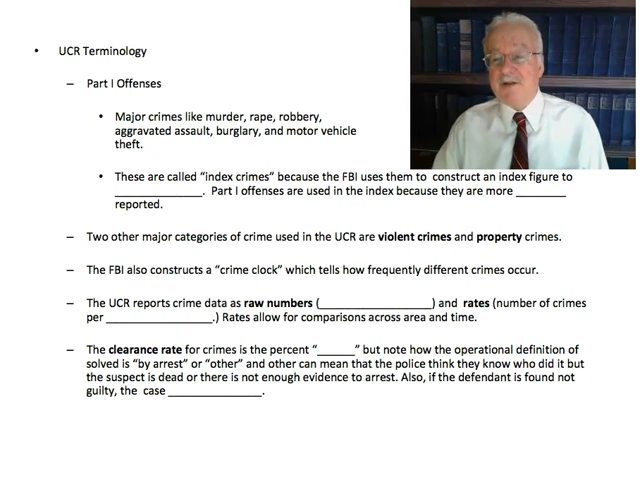 • UCR Terminology
– Part I Offenses
• Major crimes like murder, rape, robbery,
aggravated assault, burglary, and motor vehicle
theft.
• These are called “index crimes” because the FBI uses them to construct an index figure to
______________. Part I offenses are used in the index because they are more ________
reported.
– Two other major categories of crime used in the UCR are violent crimes and property crimes.
– The FBI also constructs a “crime clock” which tells how frequently different crimes occur.
– The UCR reports crime data as raw numbers (__________________) and rates (number of crimes
per _________________.) Rates allow for comparisons across area and time.
– The clearance rate for crimes is the percent “______” but note how the operational definition of
solved is “by arrest” or “other” and other can mean that the police think they know who did it but
the suspect is dead or there is not enough evidence to arrest. Also, if the defendant is found not
guilty, the case _______________.